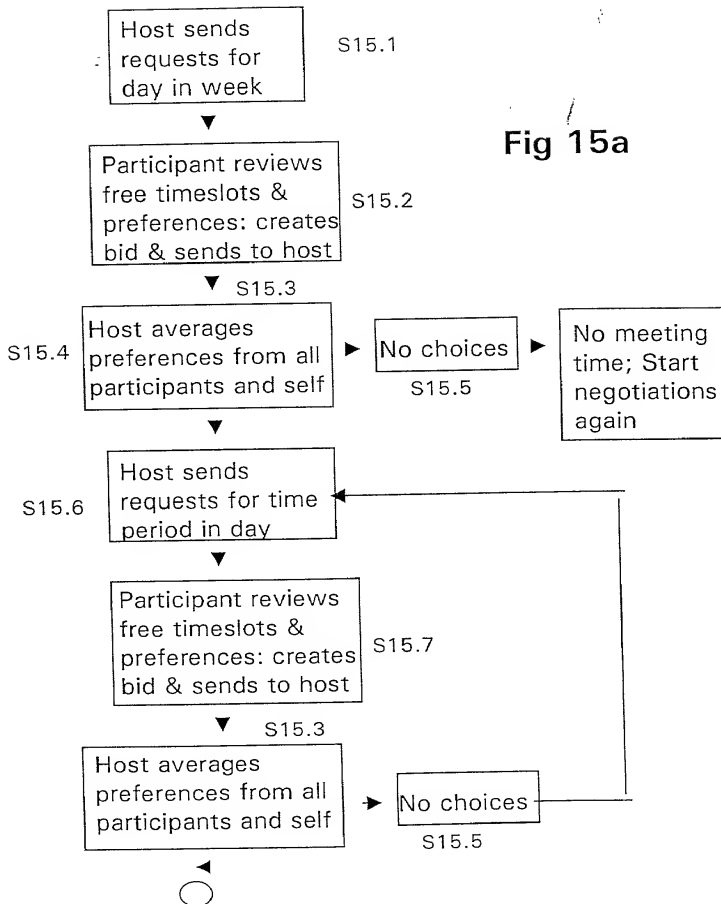 Host sends
requests for
day in week
S15.1
Fig 15a
Participant reviews
free timeslots &
preferences: creates
bid & sends to host
S15.2
S15.3
S15.4
Host averages
preferences from all
participants and self
No choices
S15.5
No meeting
time; Start
negotiations
again
S15.6
Host sends
requests for time
period in day
Participant reviews
free timeslots &
preferences: creates
bid & sends to host
S15.7
S15.3
Host averages
preferences from all
participants and self
No choices
S15.5